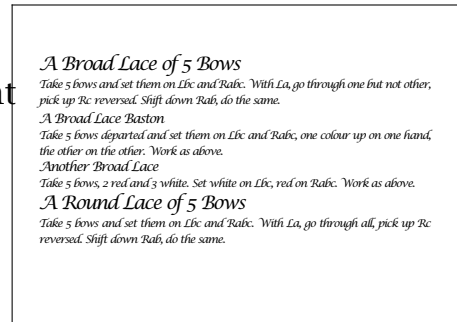 A Broad Lace of 5 Bows
Take 5 bows and set them on Lbc and Rabc. With La, go through one but not other,
pick up Rc reversed. Shift down Rab, do the same.
A Broad Lace Baston
Take 5 bows departed and set them on Lbc and Rabc, one colour up on one hand,
the other on the other. Work as above.
Another Broad Lace
Take 5 bows, 2 red and 3 white. Set white on Lbc, red on Rabc. Work as above.
A Round Lace of 5 Bows
Take 5 bows and set them on Lbc and Rabc. With La, go through all, pick up Rc
reversed. Shift down Rab, do the same.